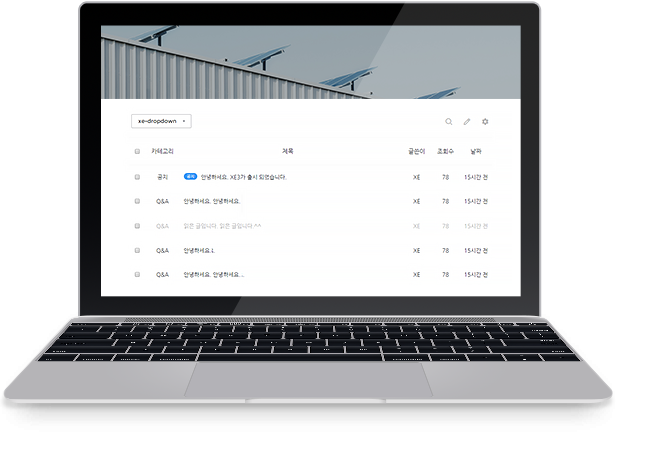 xe-dropdown
카테고리 제목 글쓴이 조회수 날짜
공지 공지 안녕하세요. XE3가 출시 되었습니다. XE 78 15시간 전
Q&A 안녕하세요. 안녕하세요. XE 78 15시간 전
Q&A 읽은 글입니다. 읽은 글입니다.^^ XE 78 15시간 전
Q&A 안녕하세요.L XE 78 15시간 전
Q&A 안녕하세요. 안녕하세요... XE 78 15시간 전